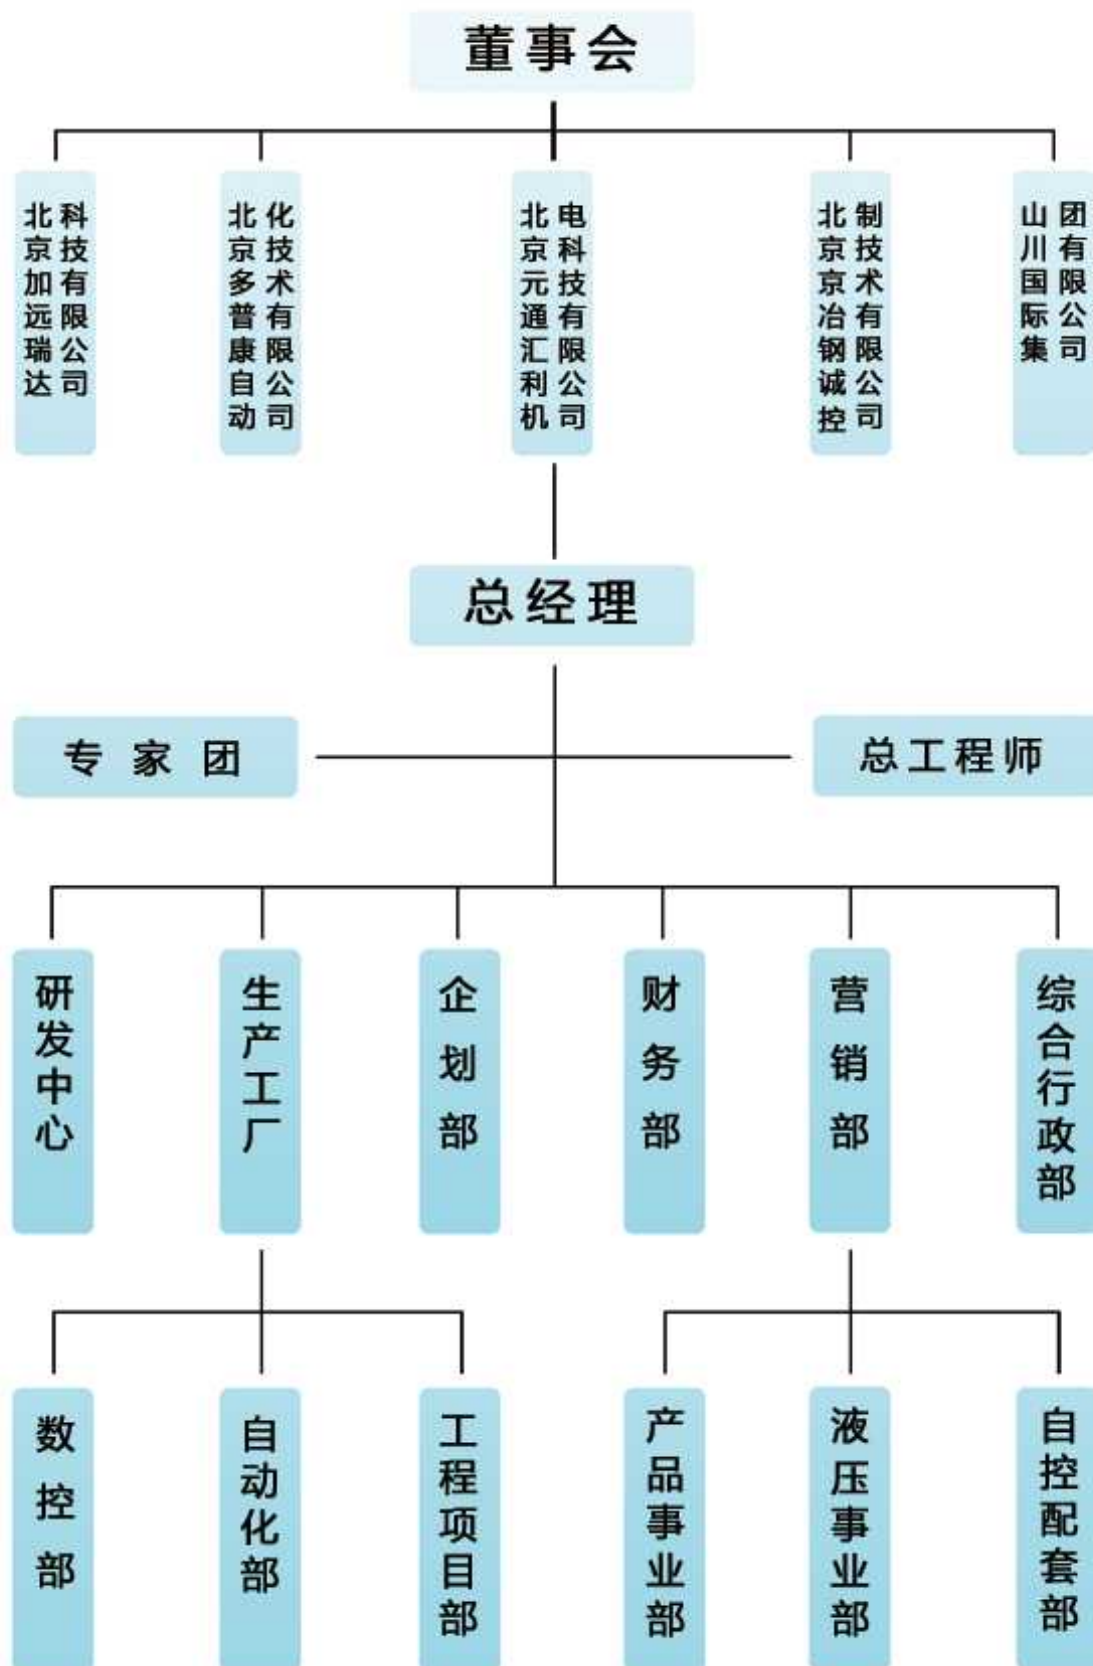 董事会
北京加远瑞达
科技有限公司
北京多普康自动
化技术有限公司
北京元通汇利机
电科技有限公司
北京京冶钢诚控
制技术有限公司
山川国际集
团有限公司
总经理
专家团
总工程师
研发中心
生产工厂
企划部
财务部
营销部
综合行政部
数控部
自动化部
工程项目部
产品事业部
液压事业部
自控配套部